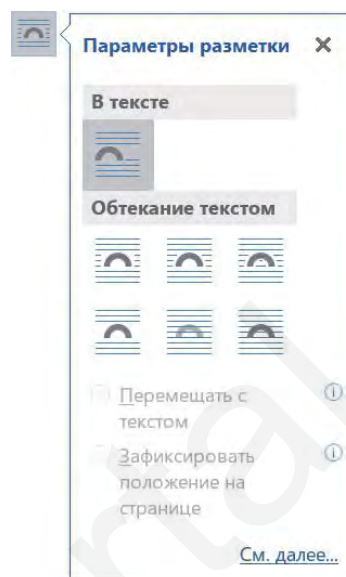 Параметры разметки
В тексте
Обтекание текстом
Перемещать с
текстом
Зафиксировать
положение на
странице
См. далее...